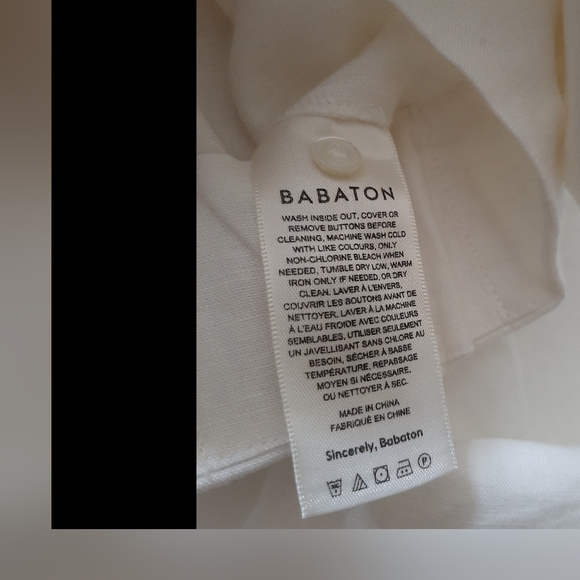 BABATON
WASH INSIDE OUT, COVER OR
REMOVE BUTTONS BEFORE
CLEANING, MACHINE WASH COLD
WITH LIKE COLOURS, ONLY
NON-CHLORINE BLEACH WHEN
NEEDED, TUMBLE DRY LOW, WARM
IRON ONLY IF NEEDED, OR DRY
CLEAN. LAVER À L'ENVERS,
COUVRIR LES BOUTONS AVANT DE
NETTOYER, LAVER À LA MACHINE
À L'EAU FROIDE AVEC COULEURS
SEMBLABLES, UTILISER SEULEMENT
UN JAVELLISANT SANS CHLORE AU
BESOIN, SÉCHER À BASSE
TEMPÉRATURE, REPASSAGE
MOYEN SI NÉCESSAIRE,
OU NETTOYER À SEC.
MADE IN CHINA
FABRIQUÉ EN CHINE
Sincerely, Babaton
P